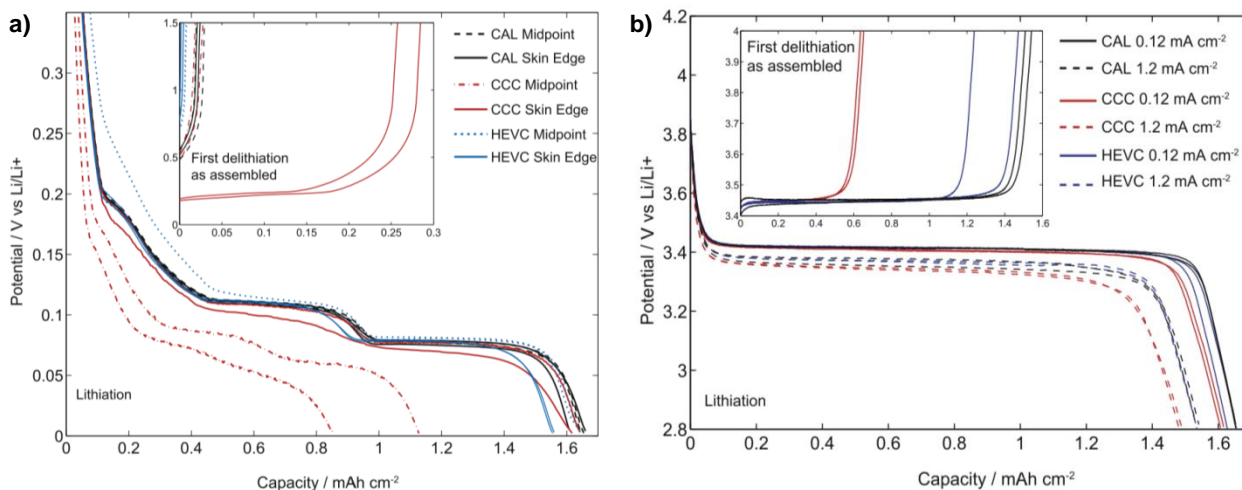 a)
Potential / V vs Li/Li+
0.3
0.25
0.2
0.15
0.1
0.05
0
0 0.2 0.4 0.6 0.8 1 1.2 1.4 1.6
Capacity / mAh cm-2
Lithiation
1.5
1
0.5
0
0 0.05 0.1 0.15 0.2 0.25 0.3
First delithiation
as assembled
CAL Midpoint
CAL Skin Edge
CCC Midpoint
CCC Skin Edge
HEVC Midpoint
HEVC Skin Edge
b)
Potential / V vs Li/Li+
4.2
4
3.8
3.6
3.4
3.2
3
2.8
0 0.2 0.4 0.6 0.8 1 1.2 1.4 1.6
Capacity / mAh cm-2
Lithiation
4
3.9
3.8
3.7
3.6
3.5
3.4
0 0.2 0.4 0.6 0.8 1 1.2 1.4 1.6
First delithiation
as assembled
CAL 0.12 mA cm-2
CAL 1.2 mA cm-2
CCC 0.12 mA cm-2
CCC 1.2 mA cm-2
HEVC 0.12 mA cm-2
HEVC 1.2 mA cm-2